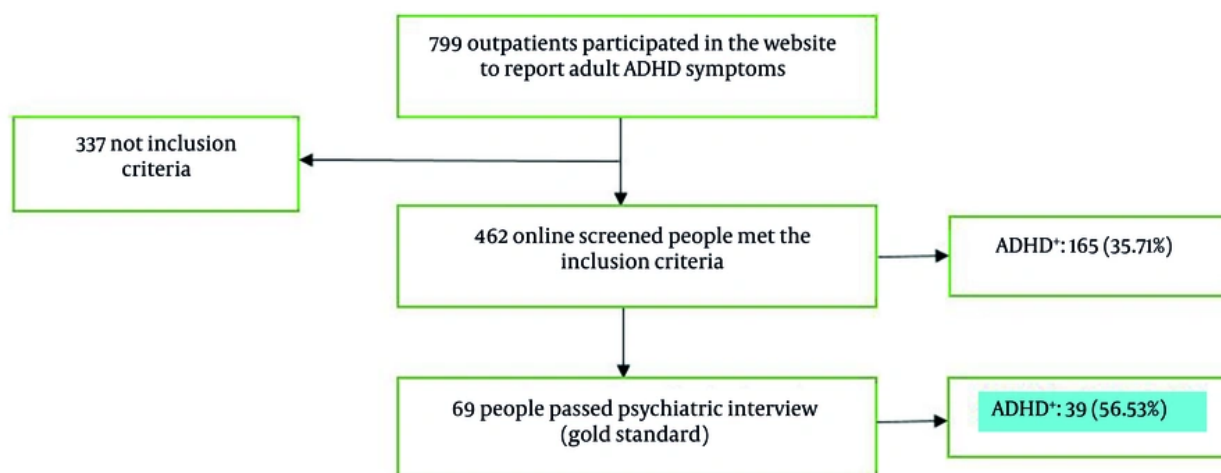 799 outpatients participated in the website
to report adult ADHD symptoms
337 not inclusion
criteria
462 online screened people met the
inclusion criteria
ADHD⁺: 165 (35.71%)
69 people passed psychiatric interview
(gold standard)
ADHD⁺: 39 (56.53%)